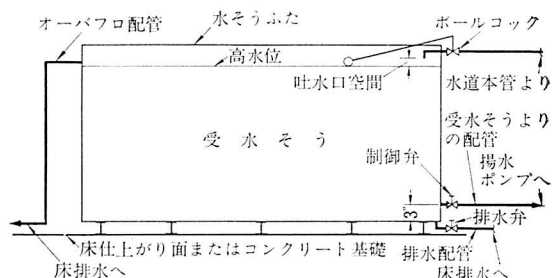 水そうふた
オーバフロ配管
ボールコック
高水位
吐水口空間
水道本管より
受水そう
受水そうより
の配管
制御弁
揚水
ポンプへ
3"
排水弁
床仕上がり面またはコンクリート基礎
排水配管
床排水へ
床排水へ